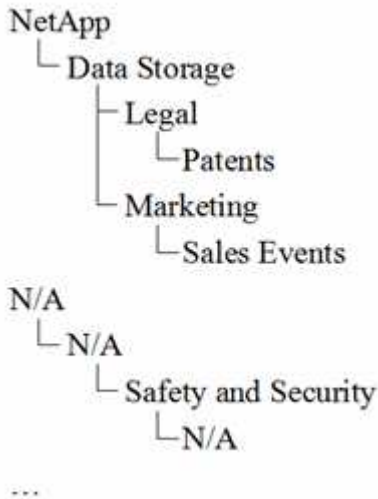 NetApp
Data Storage
Legal
Patents
Marketing
Sales Events
N/A
N/A
Safety and Security
N/A
...